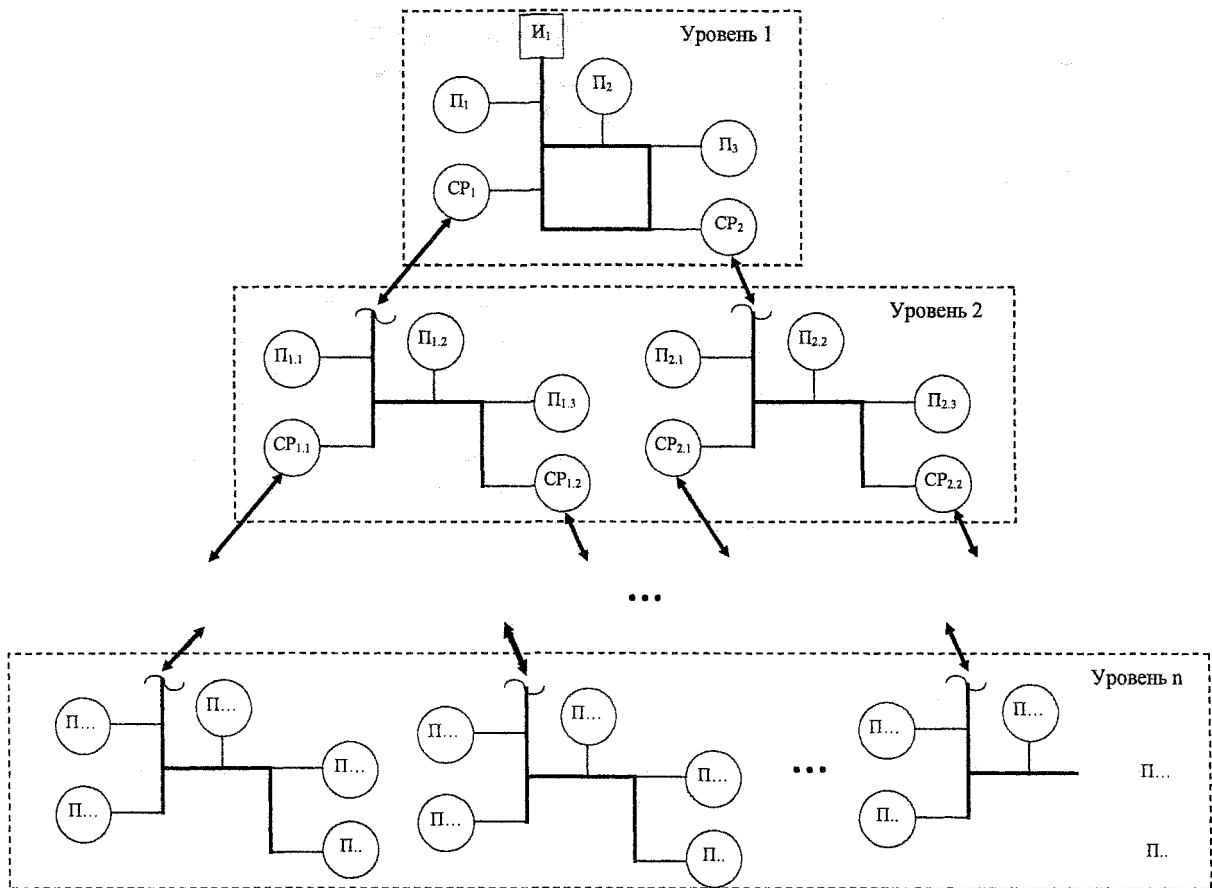 И₁
Уровень 1
П₁
П₂
П₃
СР₁
СР₂
Уровень 2
П₁.₁
П₁.₂
П₁.₃
СР₁.₁
СР₁.₂
П₂.₁
П₂.₂
П₂.₃
СР₂.₁
СР₂.₂
...
Уровень n
П...
П...
П...
П...
П..
П...
П...
П...
П...
П..
...
П...
П...
П...
П..
П..